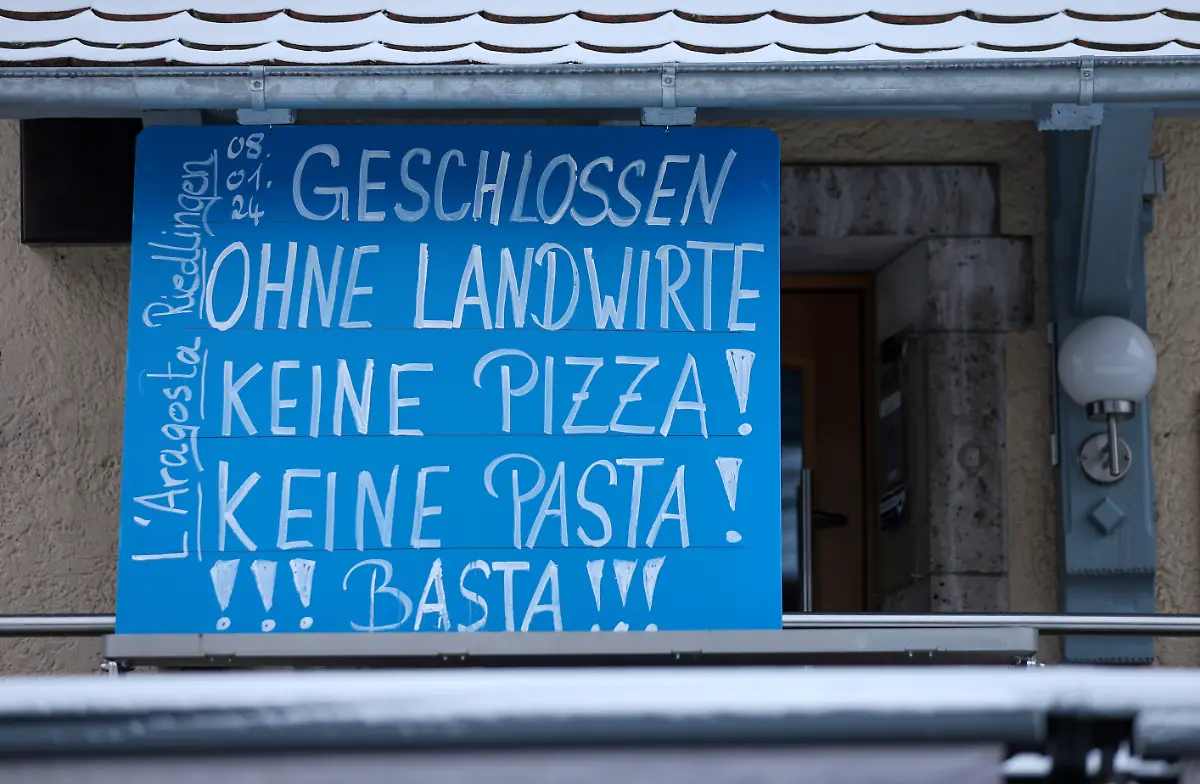 L'Aragosta Riedlingen
08.
01.
24
GESCHLOSSEN
OHNE LANDWIRTE
KEINE PIZZA!
KEINE PASTA!
!!! BASTA!!!